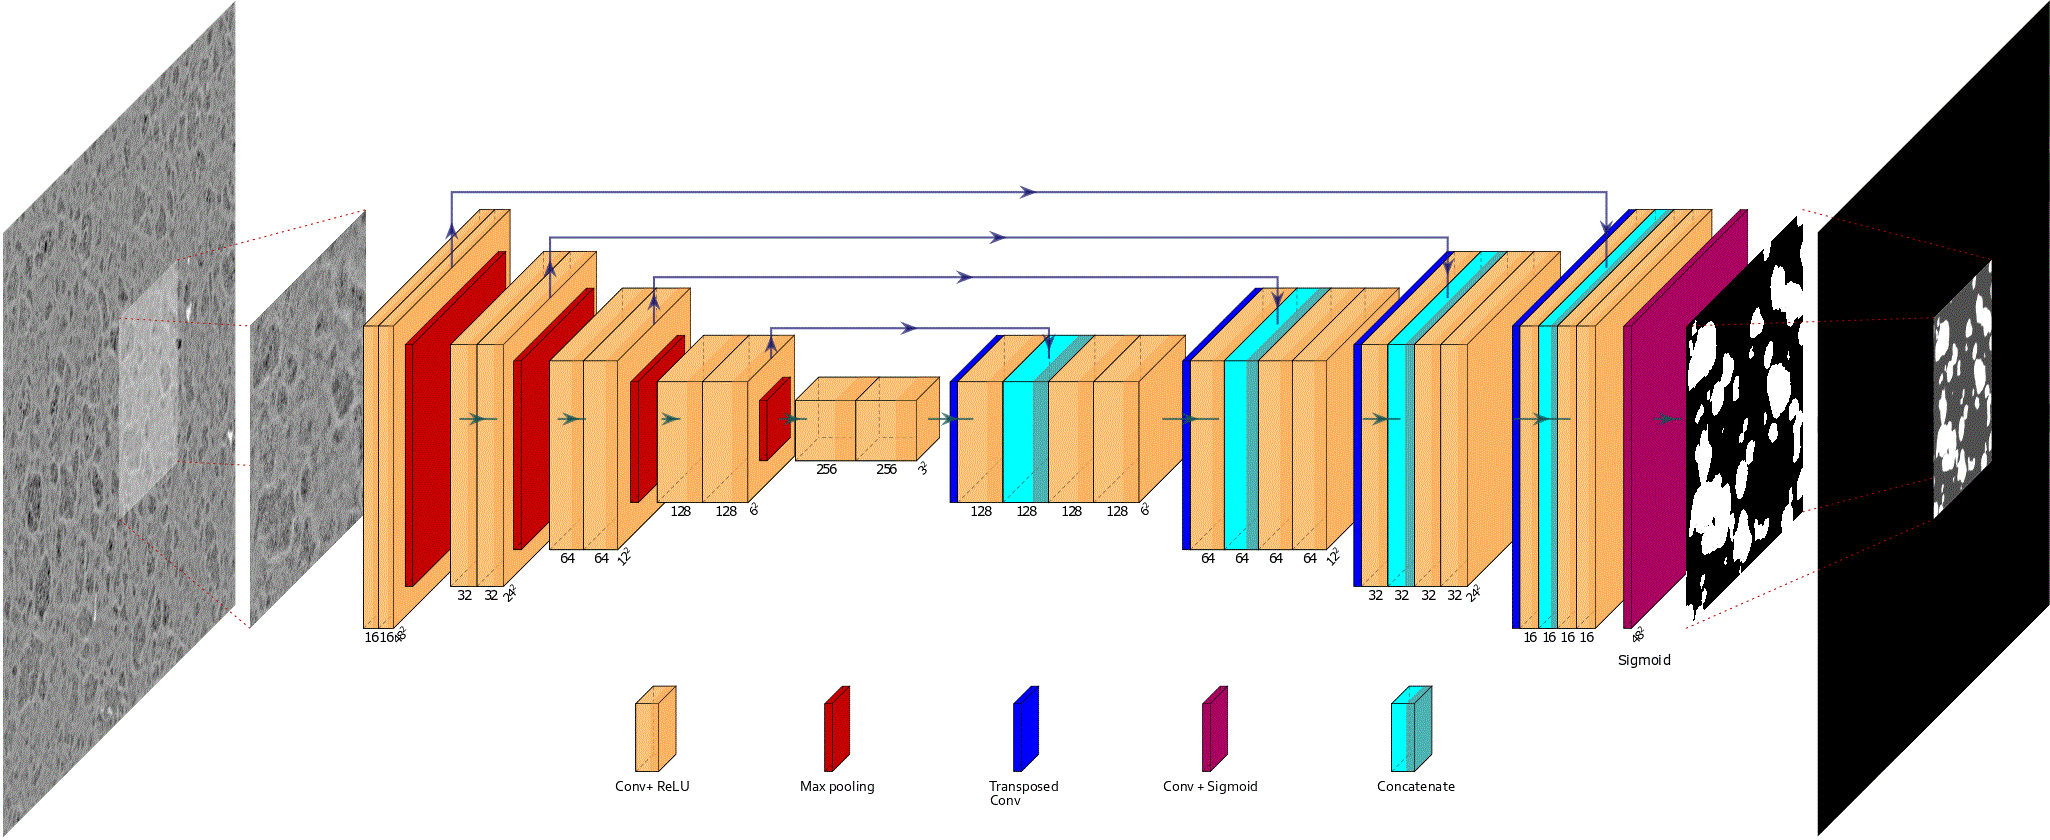 16 16 48²
32 32 24²
64 64 12²
128 128 6²
256 256 3²
128 128 128 128 6²
64 64 64 64 12²
32 32 32 32 24²
16 16 16 16
48²
Sigmoid
Conv+ ReLU
Max pooling
Transposed
Conv
Conv + Sigmoid
Concatenate